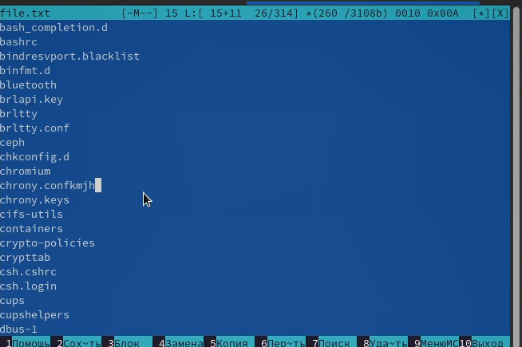 file.txt [-M--] 15 L:[ 15+11 26/314] *(260 /3108b) 0010 0x00A [*][X]
bash_completion.d
bashrc
bindresvport.blacklist
binfmt.d
bluetooth
brlapi.key
brltty
brltty.conf
ceph
chkconfig.d
chromium
chrony.confkmjh
chrony.keys
cifs-utils
containers
crypto-policies
crypttab
csh.cshrc
csh.login
cups
cupshelpers
dbus-1
1Помощь 2Сох~ть 3Блок 4Замена 5Копия 6Пер~ть 7Поиск 8Уда~ть 9МенюMC 10Выход